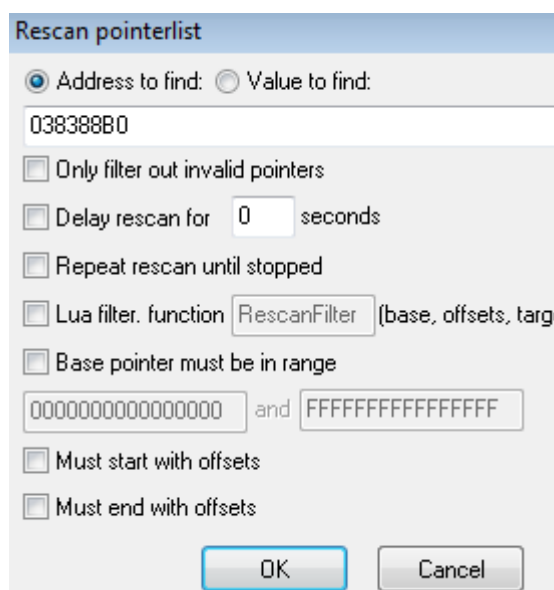 Rescan pointerlist
Address to find: Value to find:
038388B0
Only filter out invalid pointers
Delay rescan for 0 seconds
Repeat rescan until stopped
Lua filter. function RescanFilter (base, offsets, targ
Base pointer must be in range
0000000000000000 and FFFFFFFFFFFFFFFF
Must start with offsets
Must end with offsets
OK Cancel